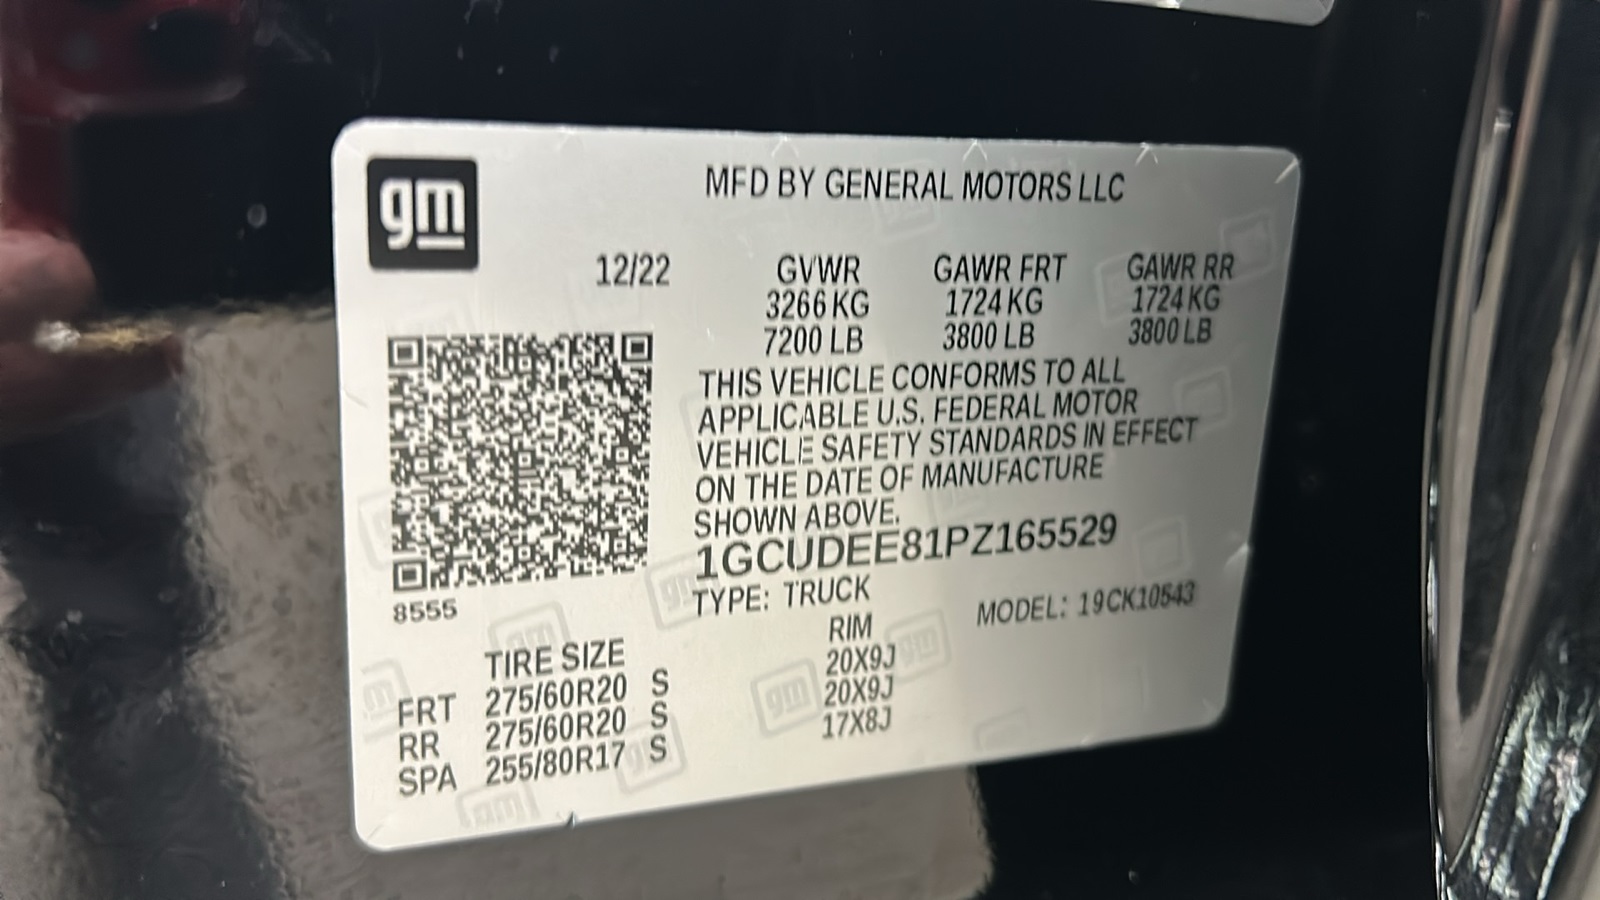 gm
MFD BY GENERAL MOTORS LLC
12/22 GVWR GAWR FRT GAWR RR
3266 KG 1724 KG 1724 KG
7200 LB 3800 LB 3800 LB
THIS VEHICLE CONFORMS TO ALL
APPLICABLE U.S. FEDERAL MOTOR
VEHICLE SAFETY STANDARDS IN EFFECT
ON THE DATE OF MANUFACTURE
SHOWN ABOVE.
1GCUDEE81PZ165529
8555
TYPE: TRUCK MODEL: 19CK10543
TIRE SIZE RIM
FRT 275/60R20 S 20X9J
RR 275/60R20 S 20X9J
SPA 255/80R17 S 17X8J